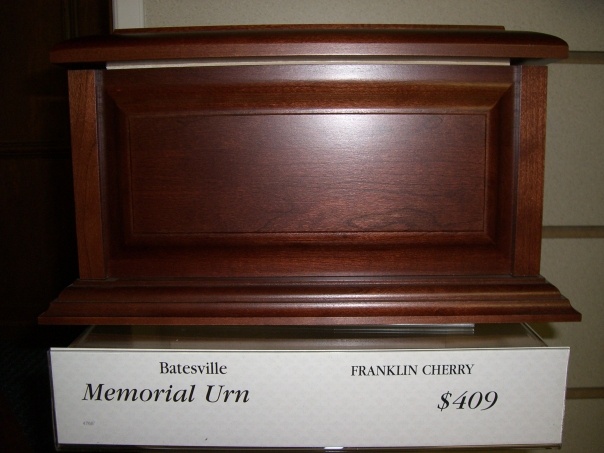 Batesville FRANKLIN CHERRY
Memorial Urn $409